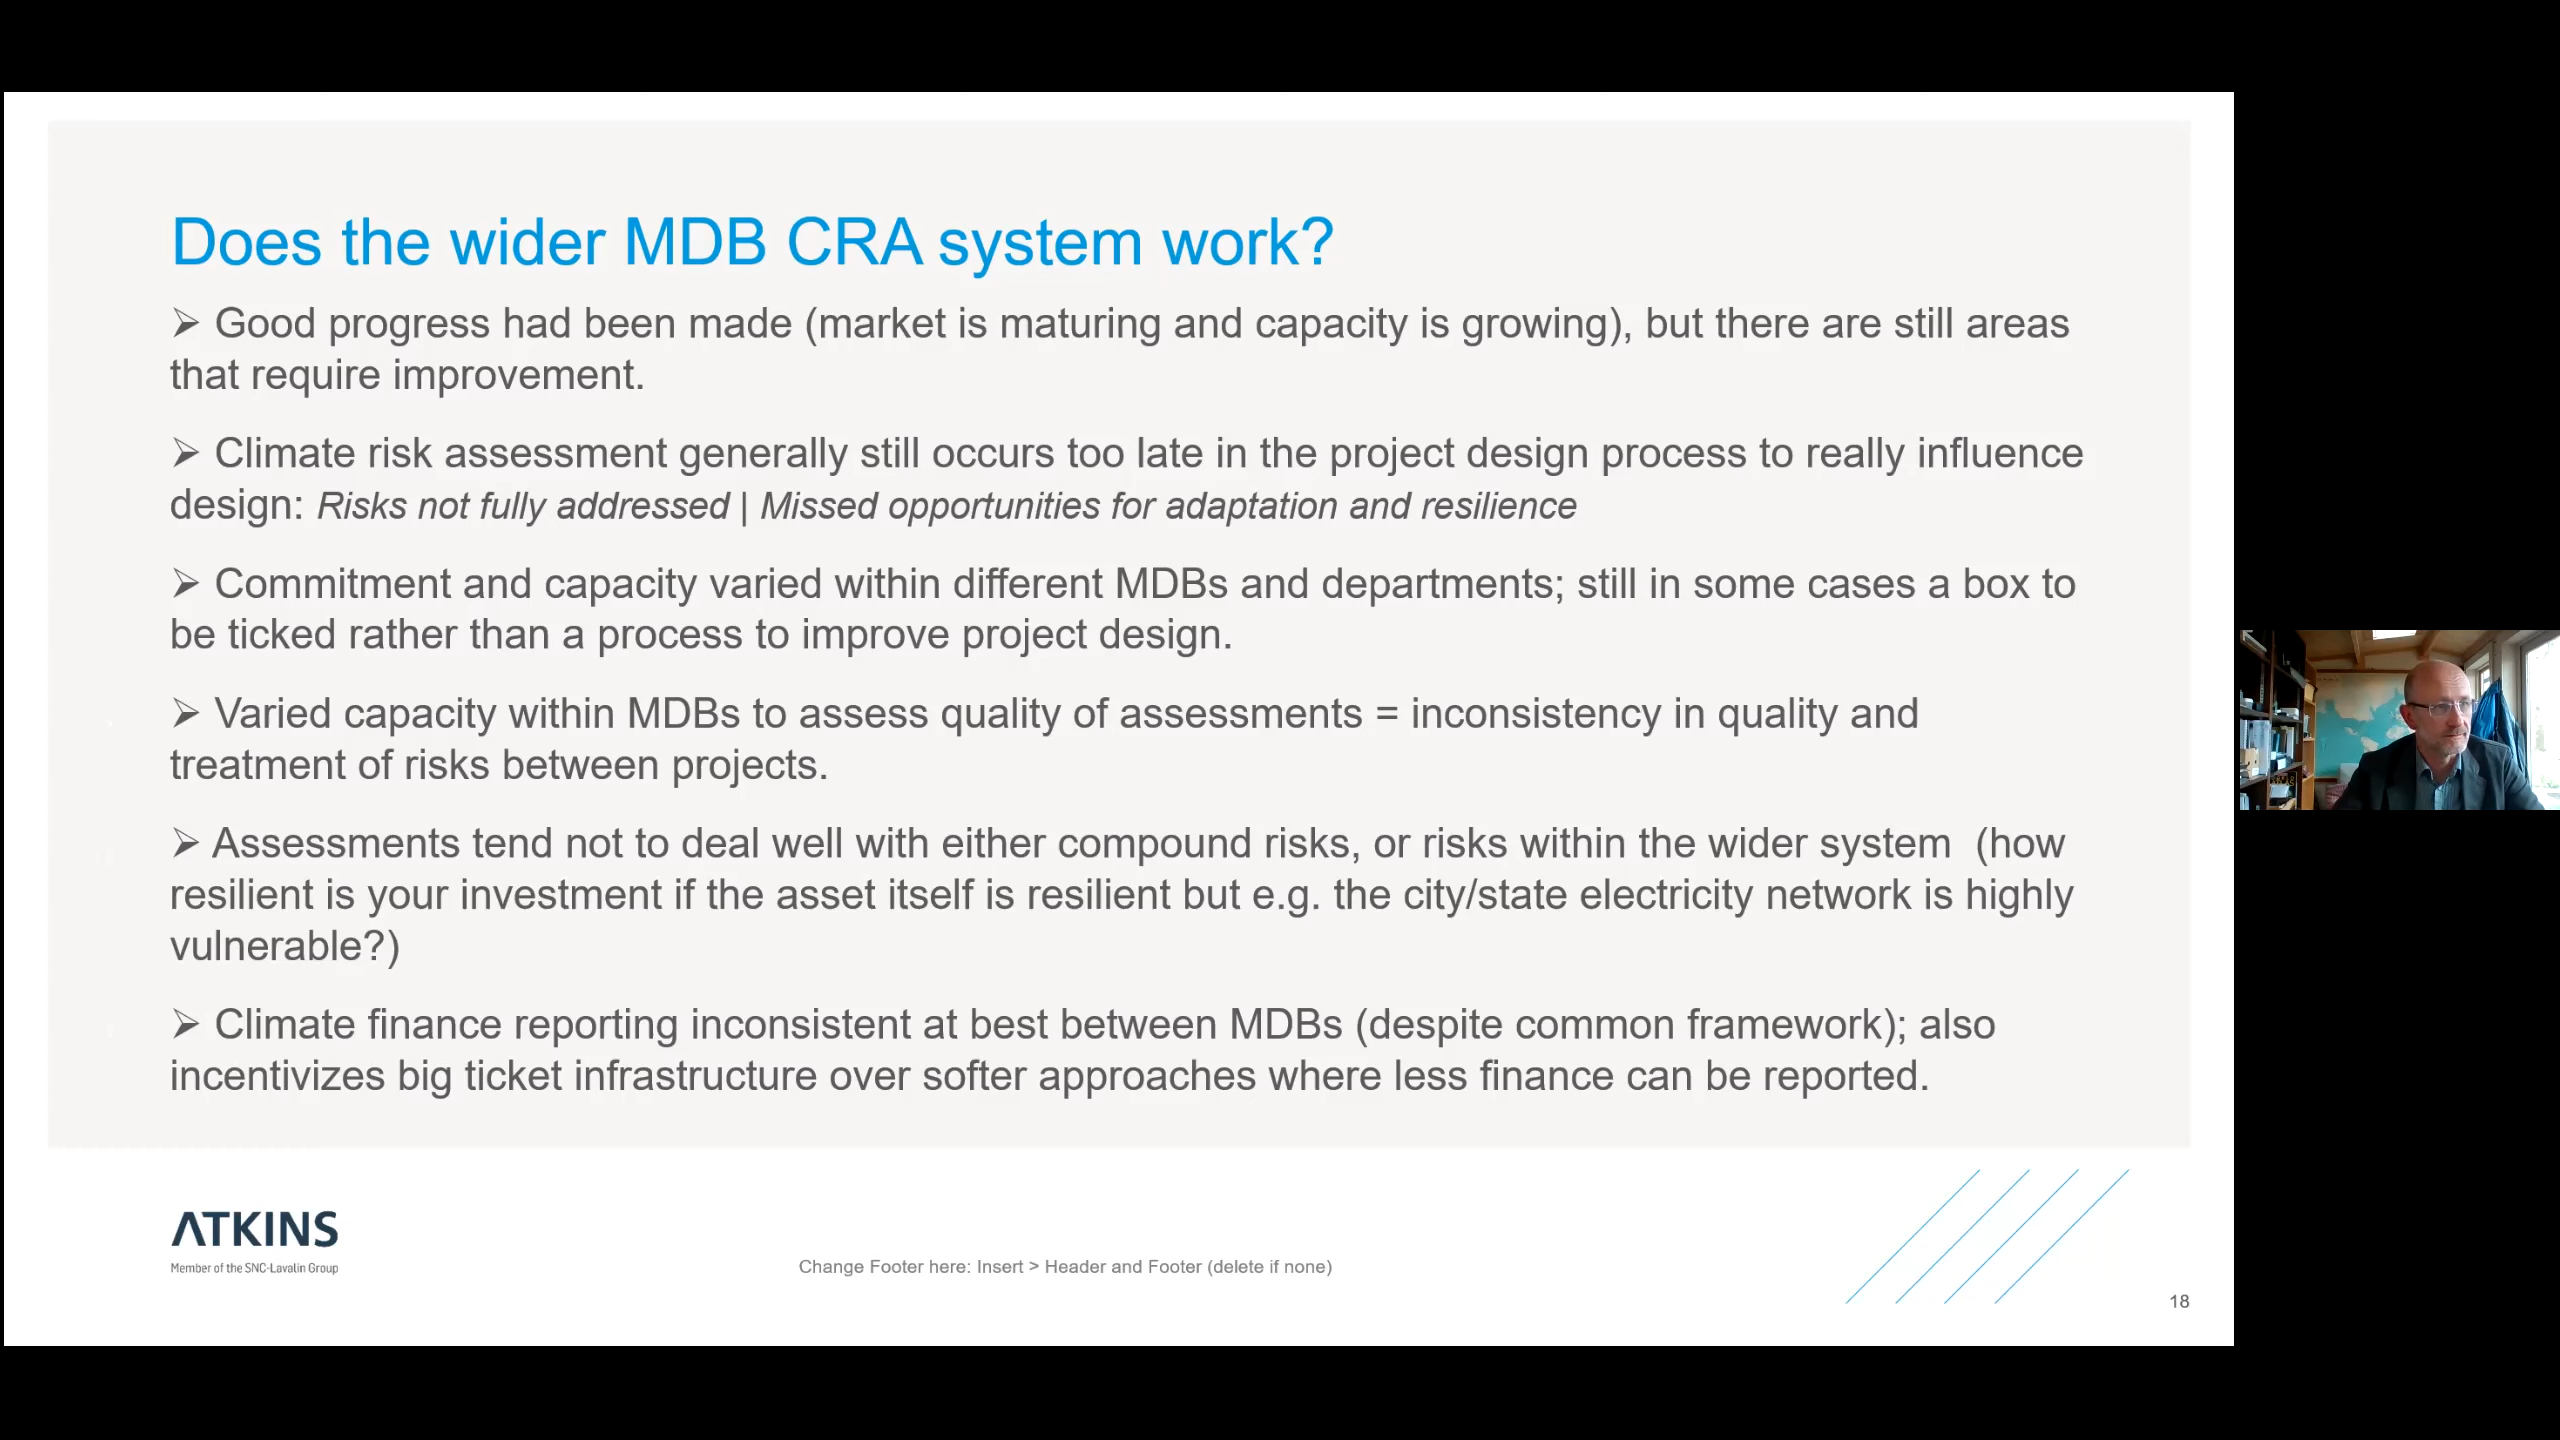 Does the wider MDB CRA system work?
➢ Good progress had been made (market is maturing and capacity is growing), but there are still areas
that require improvement.
➢ Climate risk assessment generally still occurs too late in the project design process to really influence
design: Risks not fully addressed | Missed opportunities for adaptation and resilience
➢ Commitment and capacity varied within different MDBs and departments; still in some cases a box to
be ticked rather than a process to improve project design.
➢ Varied capacity within MDBs to assess quality of assessments = inconsistency in quality and
treatment of risks between projects.
➢ Assessments tend not to deal well with either compound risks, or risks within the wider system  (how
resilient is your investment if the asset itself is resilient but e.g. the city/state electricity network is highly
vulnerable?)
➢ Climate finance reporting inconsistent at best between MDBs (despite common framework); also
incentivizes big ticket infrastructure over softer approaches where less finance can be reported.
ATKINS
Member of the SNC-Lavalin Group
Change Footer here: Insert > Header and Footer (delete if none)
18